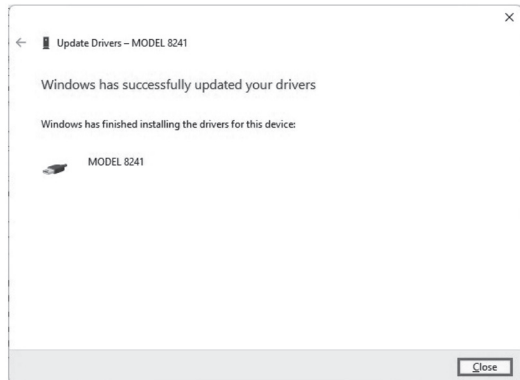 Update Drivers – MODEL 8241
Windows has successfully updated your drivers
Windows has finished installing the drivers for this device:
MODEL 8241
Close